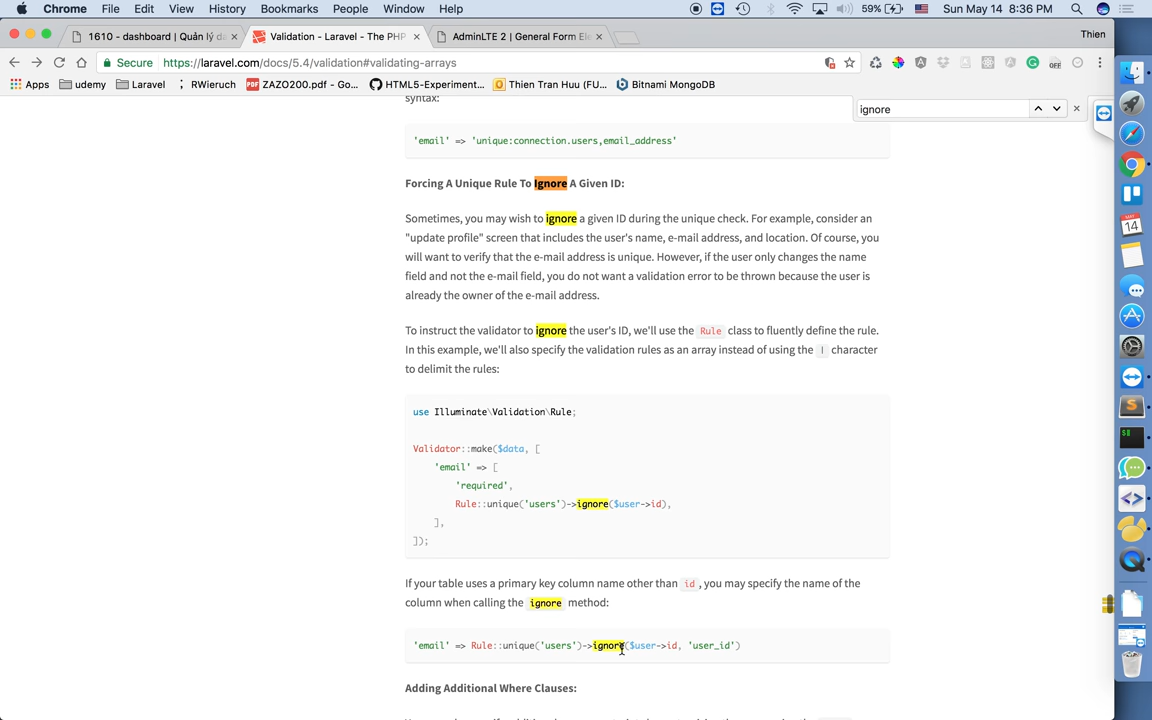 Chrome File Edit View History Bookmarks People Window Help 59% Sun May 14 8:36 PM
1610 - dashboard | Quản lý da Validation - Laravel - The PHP AdminLTE 2 | General Form Ele Thien
Secure https://laravel.com/docs/5.4/validation#validating-arrays
Apps udemy Laravel RWieruch ZAZO200.pdf - Go... HTML5-Experiment... Thien Tran Huu (FU... Bitnami MongoDB
ignore
syntax:
'email' => 'unique:connection.users,email_address'
Forcing A Unique Rule To Ignore A Given ID:
Sometimes, you may wish to ignore a given ID during the unique check. For example, consider an
"update profile" screen that includes the user's name, e-mail address, and location. Of course, you
will want to verify that the e-mail address is unique. However, if the user only changes the name
field and not the e-mail field, you do not want a validation error to be thrown because the user is
already the owner of the e-mail address.
To instruct the validator to ignore the user's ID, we'll use the Rule class to fluently define the rule.
In this example, we'll also specify the validation rules as an array instead of using the | character
to delimit the rules:
use Illuminate\Validation\Rule;
Validator::make($data, [
'email' => [
'required',
Rule::unique('users')->ignore($user->id),
],
]);
If your table uses a primary key column name other than id, you may specify the name of the
column when calling the ignore method:
'email' => Rule::unique('users')->ignore($user->id, 'user_id')
Adding Additional Where Clauses: